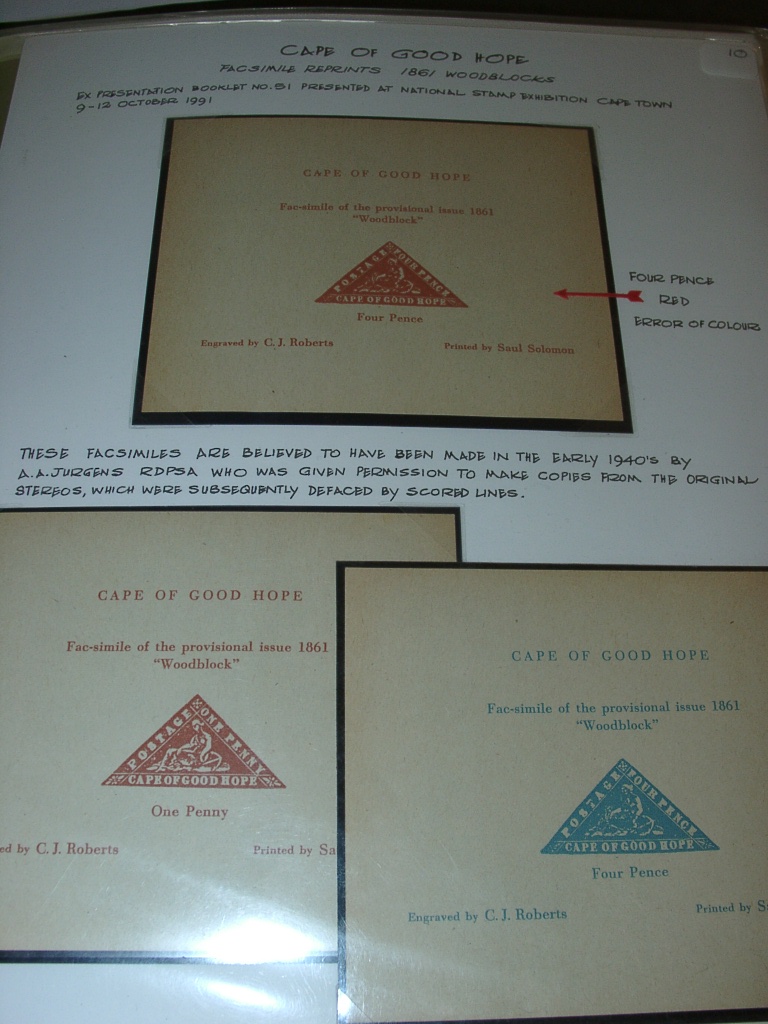 CAPE OF GOOD HOPE
10
FACSIMILE REPRINTS 1861 WOODBLOCKS
EX PRESENTATION BOOKLET NO. 51 PRESENTED AT NATIONAL STAMP EXHIBITION CAPE TOWN
9-12 OCTOBER 1991
CAPE OF GOOD HOPE
Fac-simile of the provisional issue 1861
"Woodblock"
POSTAGE FOUR PENCE
CAPE OF GOOD HOPE
Four Pence
Engraved by C. J. Roberts
Printed by Saul Solomon
FOUR PENCE
RED
ERROR OF COLOUR
THESE FACSIMILES ARE BELIEVED TO HAVE BEEN MADE IN THE EARLY 1940'S BY
A.A. JURGENS RDPSA WHO WAS GIVEN PERMISSION TO MAKE COPIES FROM THE ORIGINAL
STEREOS, WHICH WERE SUBSEQUENTLY DEFACED BY SCORED LINES.
CAPE OF GOOD HOPE
Fac-simile of the provisional issue 1861
"Woodblock"
POSTAGE ONE PENNY
CAPE OF GOOD HOPE
One Penny
ed by C. J. Roberts
Printed by Sa
CAPE OF GOOD HOPE
Fac-simile of the provisional issue 1861
"Woodblock"
POSTAGE FOUR PENCE
CAPE OF GOOD HOPE
Four Pence
Engraved by C. J. Roberts
Printed by S